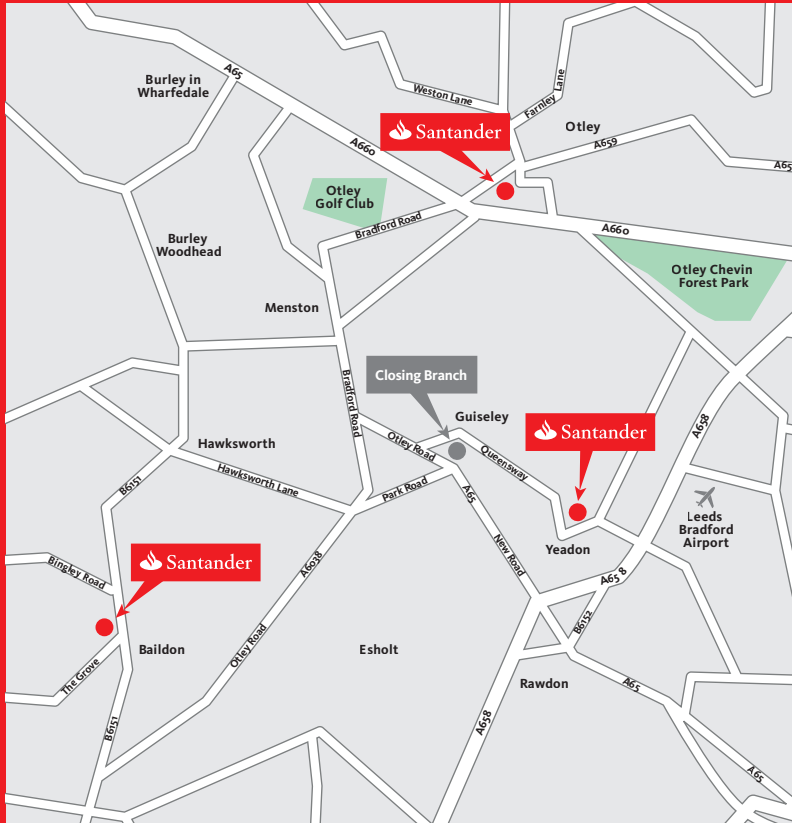 A65
Burley in
Wharfedale
Weston Lane
Farnley Lane
Santander
Otley
A659
A65
A660
Otley
Golf Club
Bradford Road
A660
Burley
Woodhead
Otley Chevin
Forest Park
Menston
Closing Branch
Bradford Road
Guiseley
Santander
A658
Otley Road
Queensway
Hawksworth
Hawksworth Lane
Park Road
A65
B6151
Leeds
Bradford
Airport
New Road
Yeadon
Santander
Bingley Road
A6038
A65 8
B6152
Otley Road
Baildon
Esholt
The Grove
Rawdon
A65
B6151
A658
A65